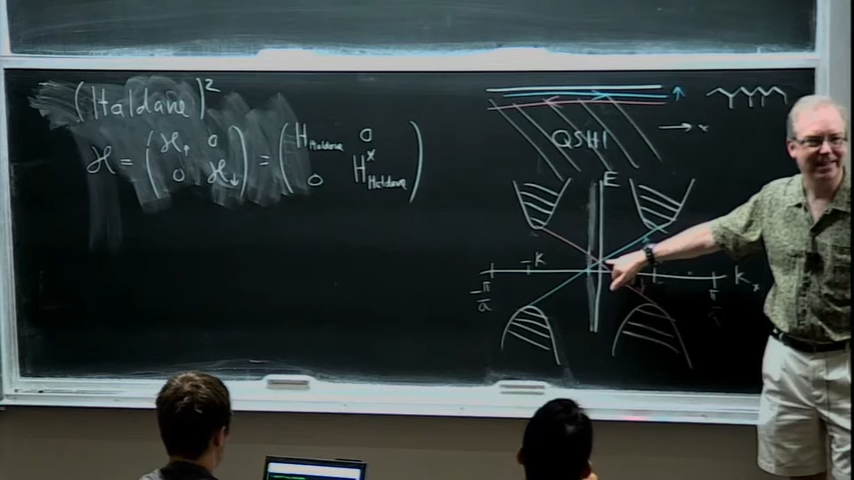 (Haldane)²
H = (H↑ 0 ; 0 H↓) = (H_Haldane 0 ; 0 H*_Haldane)
↑
QSHI
→ x
E
-K
K_x
-π/a
π